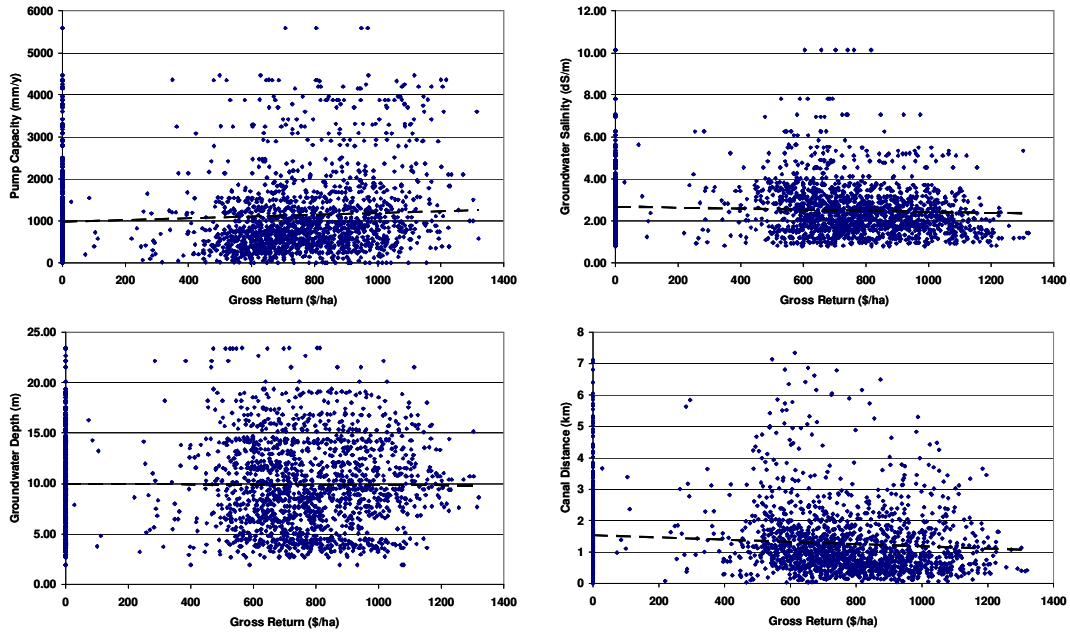 Pump Capacity (mm/y)
6000
5000
4000
3000
2000
1000
0
0 200 400 600 800 1000 1200 1400
Gross Return ($/ha)
Groundwater Salinity (dS/m)
12.00
10.00
8.00
6.00
4.00
2.00
0.00
0 200 400 600 800 1000 1200 1400
Gross Return ($/ha)
Groundwater Depth (m)
25.00
20.00
15.00
10.00
5.00
0.00
0 200 400 600 800 1000 1200 1400
Gross Return ($/ha)
Canal Distance (km)
8
7
6
5
4
3
2
1
0
0 200 400 600 800 1000 1200 1400
Gross Return ($/ha)